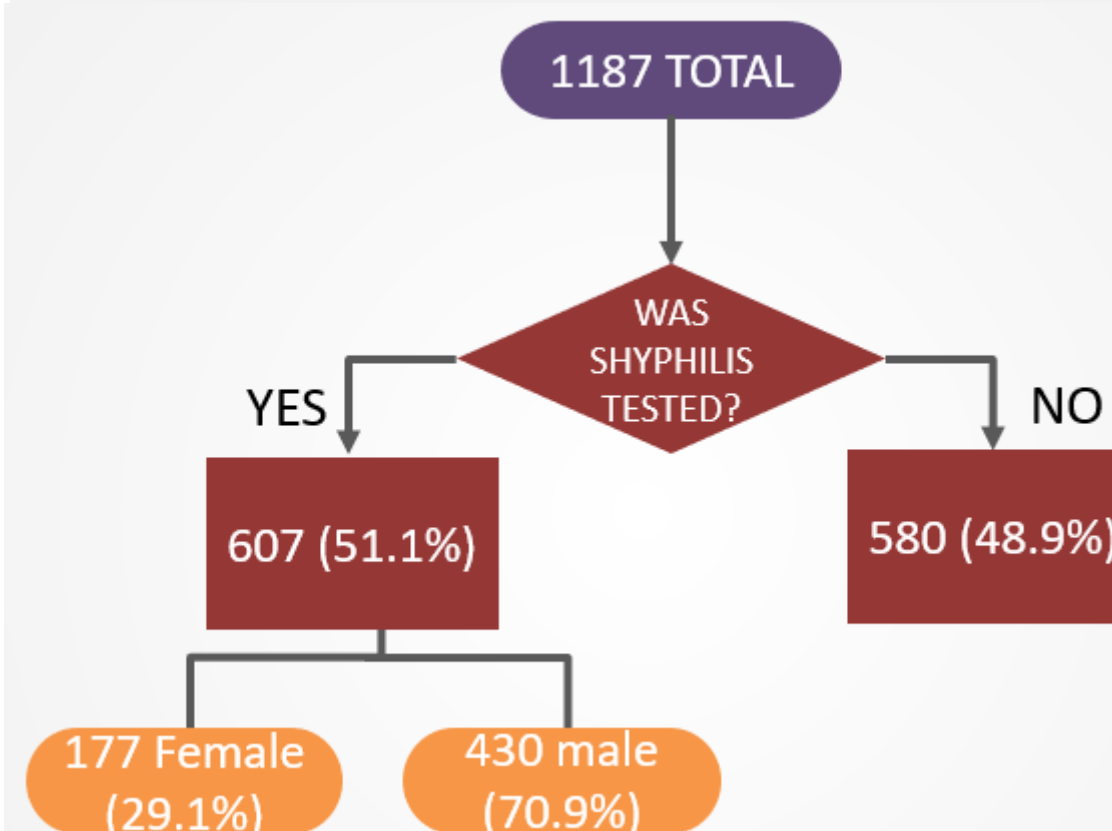 1187 TOTAL
WAS
SHYPHILIS
TESTED?
YES
NO
607 (51.1%)
580 (48.9%)
177 Female
(29.1%)
430 male
(70.9%)